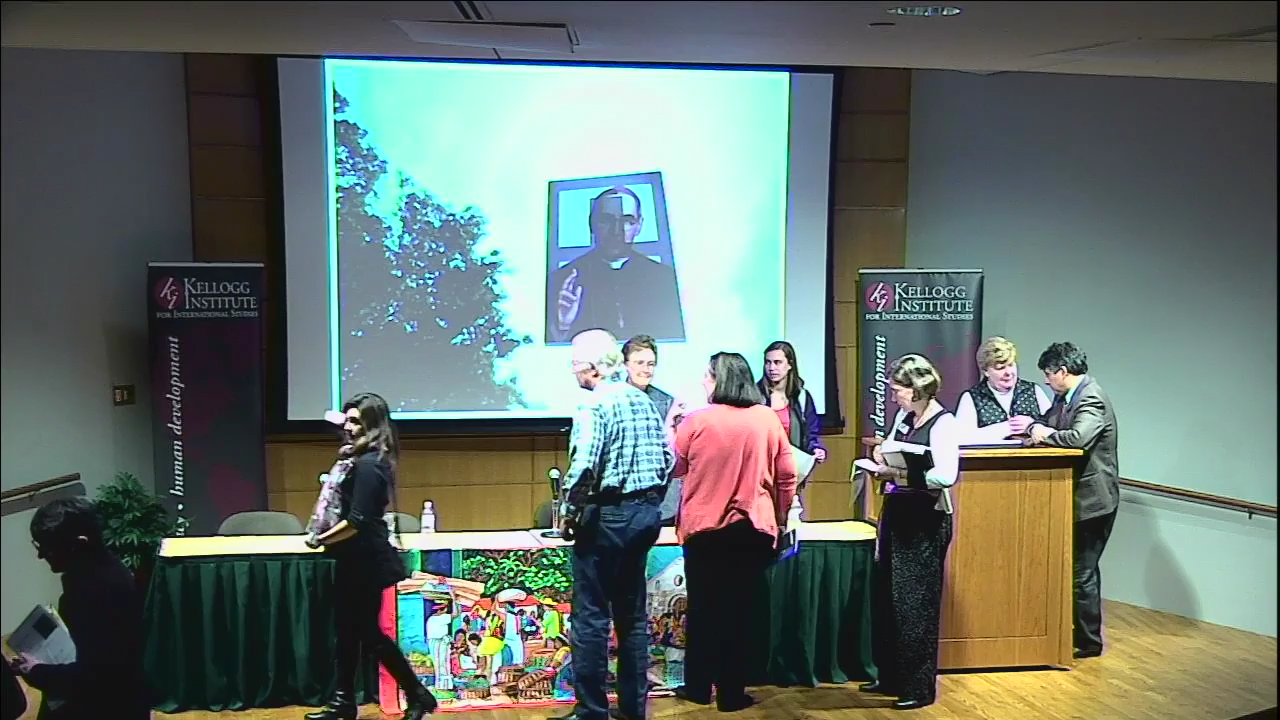 KELLOGG
INSTITUTE
FOR INTERNATIONAL STUDIES
human development
KELLOGG
INSTITUTE
FOR INTERNATIONAL STUDIES
development